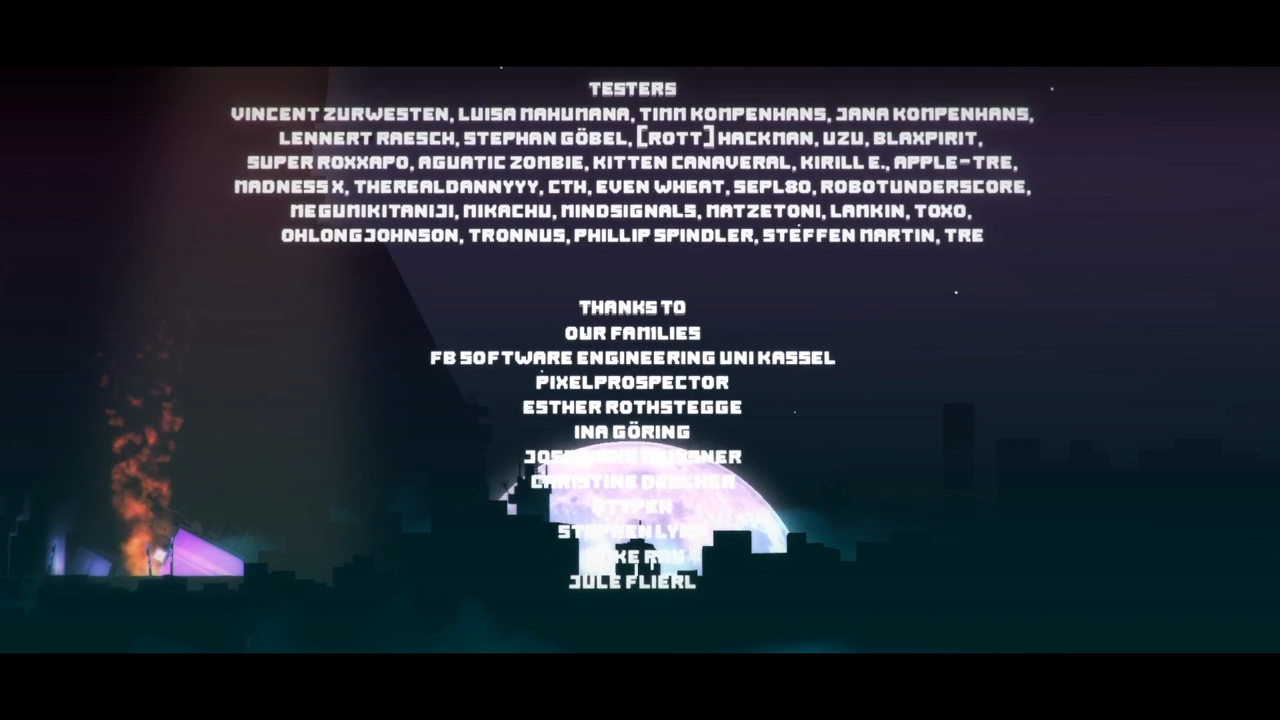 TESTERS
VINCENT ZURWESTEN, LUISA MAHUMANA, TIMM KOMPENHANS, JANA KOMPENHANS,
LENNERT RAESCH, STEPHAN GÖBEL, [ROTT] HACKMAN, UZU, BLAXPIRIT,
SUPER ROXXAPO, AGUATIC ZOMBIE, KITTEN CANAVERAL, KIRILL E., APPLE-TRE,
MADNESS X, THEREALDANNYYY, CTH, EVEN WHEAT, SEPL80, ROBOTUNDERSCORE,
MEGUMIKITANIJI, MIKACHU, MINDSIGNALS, MATZETONI, LAMKIN, TOXO,
OHLONGJOHNSON, TRONNUS, PHILLIP SPINDLER, STEFFEN MARTIN, TRE
THANKS TO
OUR FAMILIES
FB SOFTWARE ENGINEERING UNI KASSEL
PIXELPROSPECTOR
ESTHER ROTHSTEGGE
INA GÖRING
CHRISTINE
JULE FLIERL